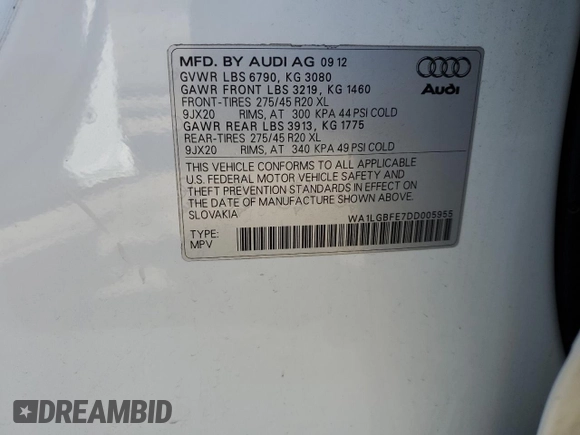 MFD. BY AUDI AG 09 12
GVWR LBS 6790, KG 3080
GAWR FRONT LBS 3219, KG 1460
FRONT-TIRES 275/45 R20 XL
9JX20 RIMS, AT 300 KPA 44 PSI COLD
GAWR REAR LBS 3913, KG 1775
REAR-TIRES 275/45 R20 XL
9JX20 RIMS, AT 340 KPA 49 PSI COLD
Audi
THIS VEHICLE CONFORMS TO ALL APPLICABLE
U.S. FEDERAL MOTOR VEHICLE SAFETY AND
THEFT PREVENTION STANDARDS IN EFFECT ON
THE DATE OF MANUFACTURE SHOWN ABOVE.
SLOVAKIA
WA1LGBFE7DD005955
TYPE:
MPV
DREAMBID